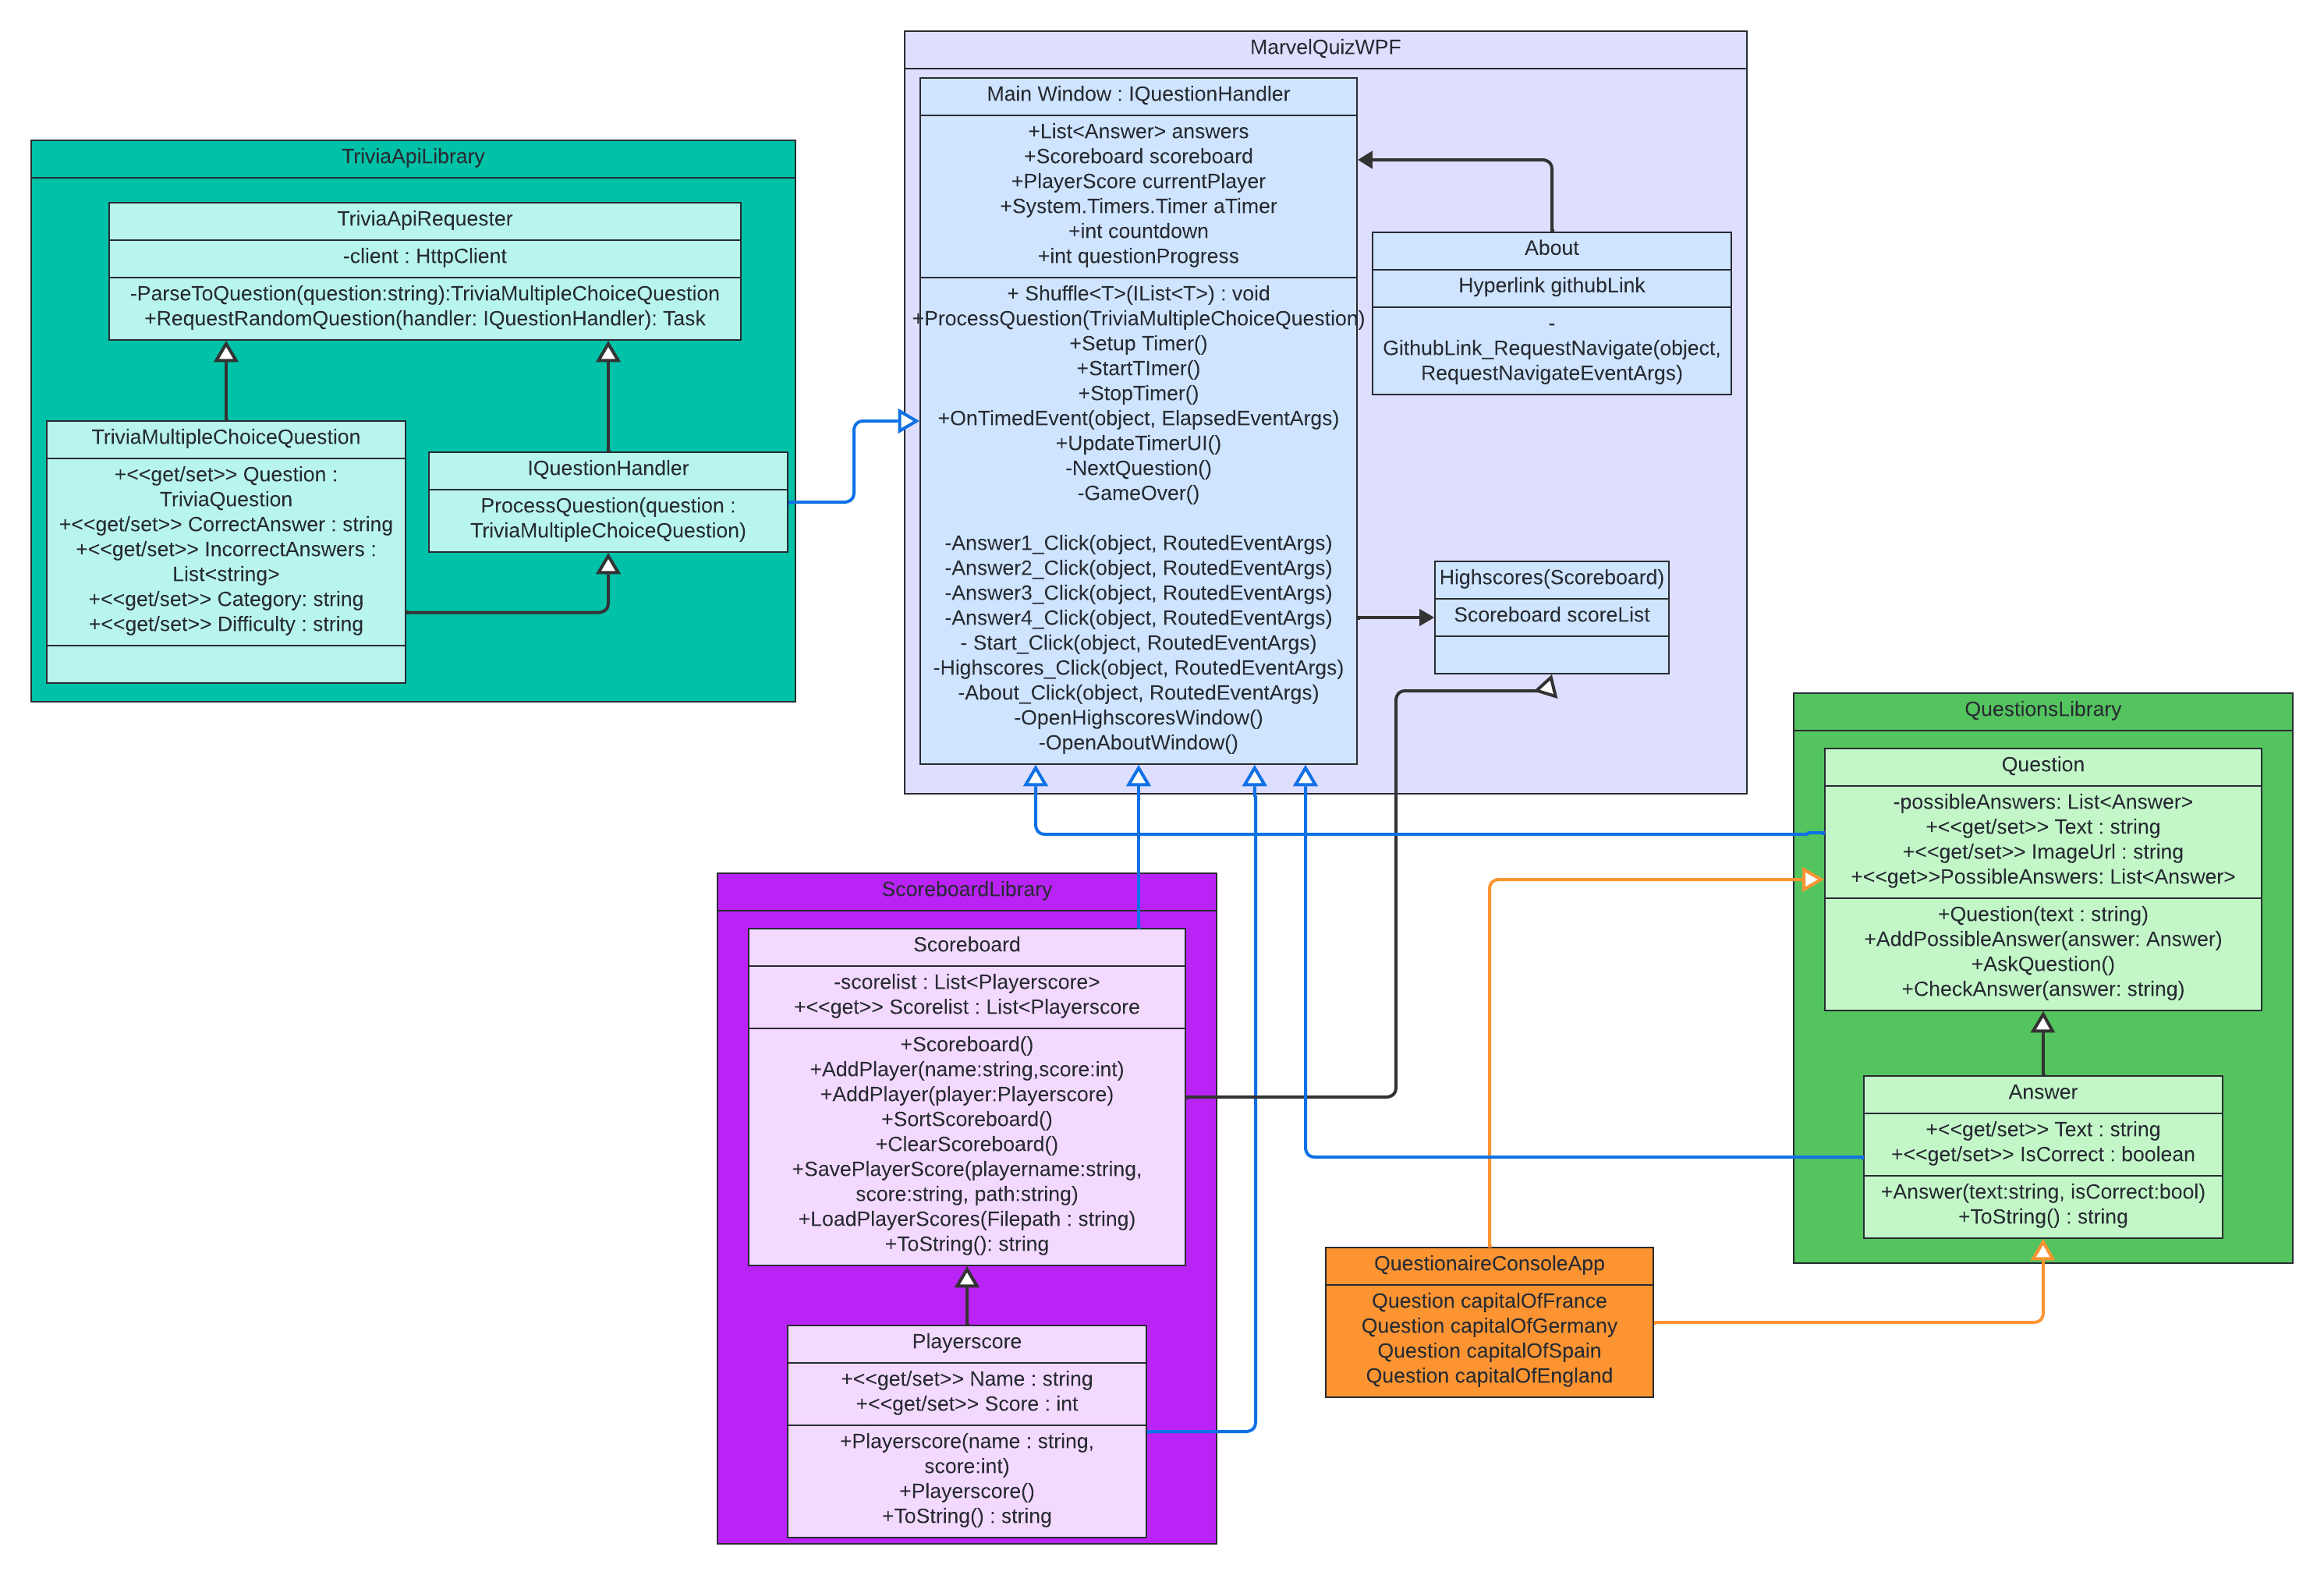 MarvelQuizWPF
Main Window : IQuestionHandler
+List<Answer> answers
+Scoreboard scoreboard
+PlayerScore currentPlayer
+System.Timers.Timer aTimer
+int countdown
+int questionProgress
+ Shuffle<T>(IList<T>) : void
+ProcessQuestion(TriviaMultipleChoiceQuestion)
+Setup Timer()
+StartTImer()
+StopTimer()
+OnTimedEvent(object, ElapsedEventArgs)
+UpdateTimerUI()
-NextQuestion()
-GameOver()
-Answer1_Click(object, RoutedEventArgs)
-Answer2_Click(object, RoutedEventArgs)
-Answer3_Click(object, RoutedEventArgs)
-Answer4_Click(object, RoutedEventArgs)
- Start_Click(object, RoutedEventArgs)
-Highscores_Click(object, RoutedEventArgs)
-About_Click(object, RoutedEventArgs)
-OpenHighscoresWindow()
-OpenAboutWindow()
About
Hyperlink githubLink
-
GithubLink_RequestNavigate(object,
RequestNavigateEventArgs)
Highscores(Scoreboard)
Scoreboard scoreList
TriviaApiLibrary
TriviaApiRequester
-client : HttpClient
-ParseToQuestion(question:string):TriviaMultipleChoiceQuestion
+RequestRandomQuestion(handler: IQuestionHandler): Task
TriviaMultipleChoiceQuestion
+<<get/set>> Question :
TriviaQuestion
+<<get/set>> CorrectAnswer : string
+<<get/set>> IncorrectAnswers :
List<string>
+<<get/set>> Category: string
+<<get/set>> Difficulty : string
IQuestionHandler
ProcessQuestion(question :
TriviaMultipleChoiceQuestion)
QuestionsLibrary
Question
-possibleAnswers: List<Answer>
+<<get/set>> Text : string
+<<get/set>> ImageUrl : string
+<<get>>PossibleAnswers: List<Answer>
+Question(text : string)
+AddPossibleAnswer(answer: Answer)
+AskQuestion()
+CheckAnswer(answer: string)
Answer
+<<get/set>> Text : string
+<<get/set>> IsCorrect : boolean
+Answer(text:string, isCorrect:bool)
+ToString() : string
ScoreboardLibrary
Scoreboard
-scorelist : List<Playerscore>
+<<get>> Scorelist : List<Playerscore
+Scoreboard()
+AddPlayer(name:string,score:int)
+AddPlayer(player:Playerscore)
+SortScoreboard()
+ClearScoreboard()
+SavePlayerScore(playername:string,
score:string, path:string)
+LoadPlayerScores(Filepath : string)
+ToString(): string
Playerscore
+<<get/set>> Name : string
+<<get/set>> Score : int
+Playerscore(name : string,
score:int)
+Playerscore()
+ToString() : string
QuestionaireConsoleApp
Question capitalOfFrance
Question capitalOfGermany
Question capitalOfSpain
Question capitalOfEngland